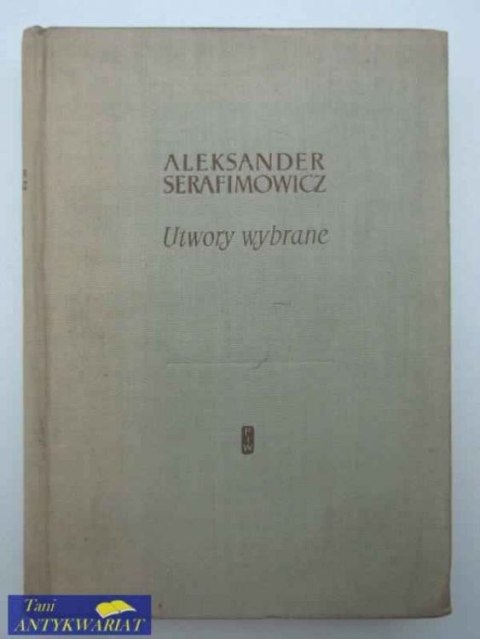 ALEKSANDER
SERAFIMOWICZ
Utwory wybrane
P
I
W
Tani
ANTYKWARIAT